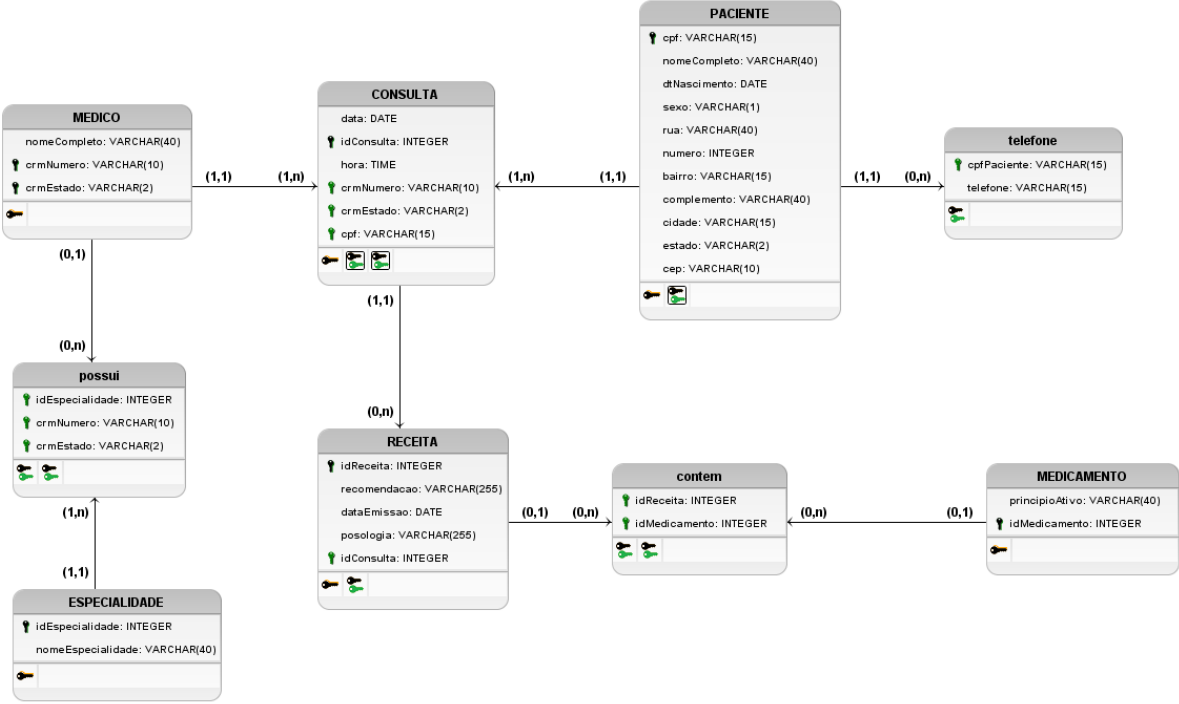 PACIENTE
cpf: VARCHAR(15)
nomeCompleto: VARCHAR(40)
dtNascimento: DATE
sexo: VARCHAR(1)
rua: VARCHAR(40)
numero: INTEGER
bairro: VARCHAR(15)
complemento: VARCHAR(40)
cidade: VARCHAR(15)
estado: VARCHAR(2)
cep: VARCHAR(10)
CONSULTA
data: DATE
idConsulta: INTEGER
hora: TIME
crmNumero: VARCHAR(10)
crmEstado: VARCHAR(2)
cpf: VARCHAR(15)
MEDICO
nomeCompleto: VARCHAR(40)
crmNumero: VARCHAR(10)
crmEstado: VARCHAR(2)
telefone
cpfPaciente: VARCHAR(15)
telefone: VARCHAR(15)
(1,1)
(1,n)
(1,n)
(1,1)
(1,1)
(0,n)
(0,1)
(0,n)
(1,1)
(0,n)
possui
idEspecialidade: INTEGER
crmNumero: VARCHAR(10)
crmEstado: VARCHAR(2)
(1,n)
(1,1)
ESPECIALIDADE
idEspecialidade: INTEGER
nomeEspecialidade: VARCHAR(40)
RECEITA
idReceita: INTEGER
recomendacao: VARCHAR(255)
dataEmissao: DATE
posologia: VARCHAR(255)
idConsulta: INTEGER
(0,1)
(0,n)
contem
idReceita: INTEGER
idMedicamento: INTEGER
(0,n)
(0,1)
MEDICAMENTO
principioAtivo: VARCHAR(40)
idMedicamento: INTEGER